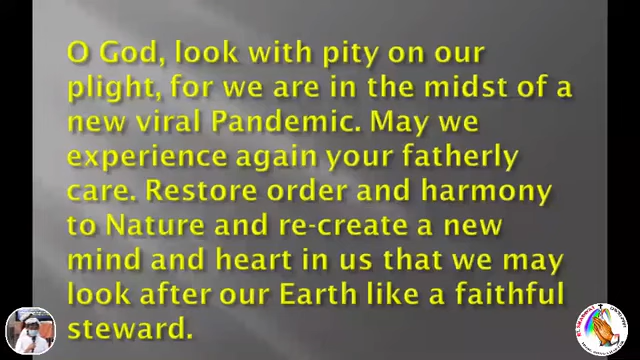 O God, look with pity on our
plight, for we are in the midst of a
new viral Pandemic. May we
experience again your fatherly
care. Restore order and harmony
to Nature and re-create a new
mind and heart in us that we may
look after our Earth like a faithful
steward.